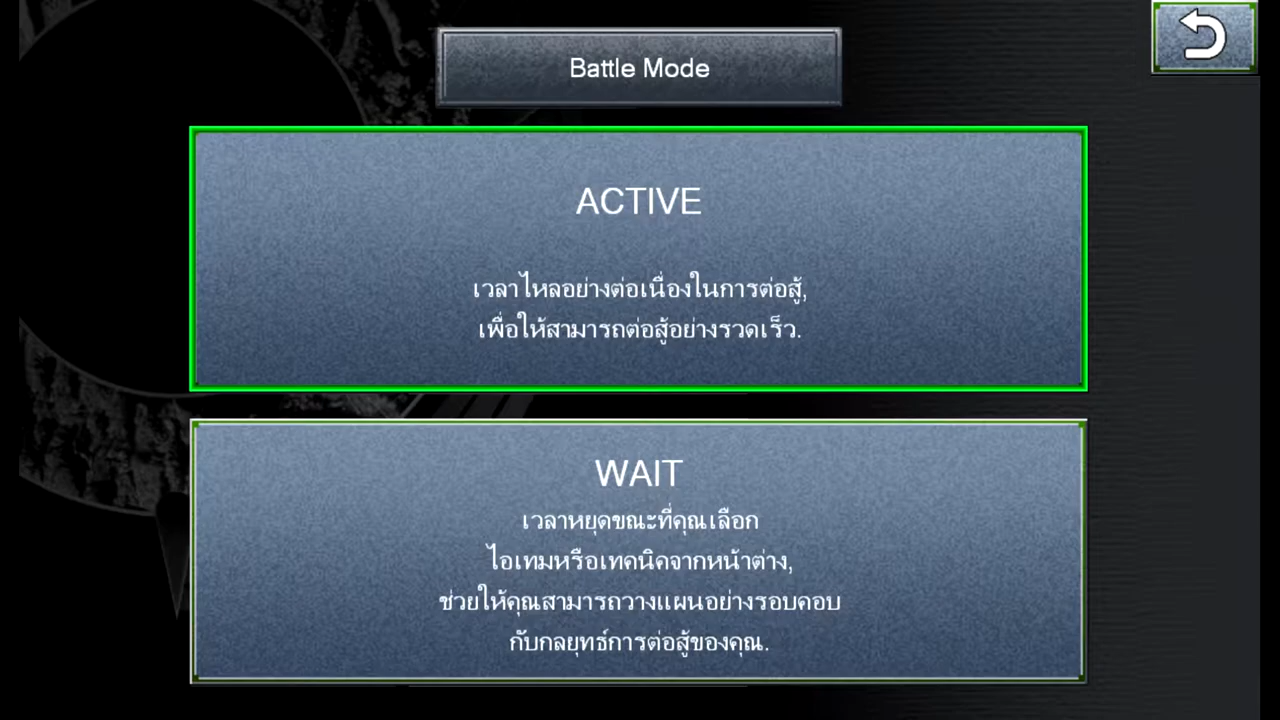 Battle Mode
ACTIVE
เวลาไหลอย่างต่อเนื่องในการต่อสู้,
เพื่อให้สามารถต่อสู้อย่างรวดเร็ว.
WAIT
เวลาหยุดขณะที่คุณเลือก
ไอเทมหรือเทคนิคจากหน้าต่าง,
ช่วยให้คุณสามารถวางแผนอย่างรอบคอบ
กับกลยุทธ์การต่อสู้ของคุณ.